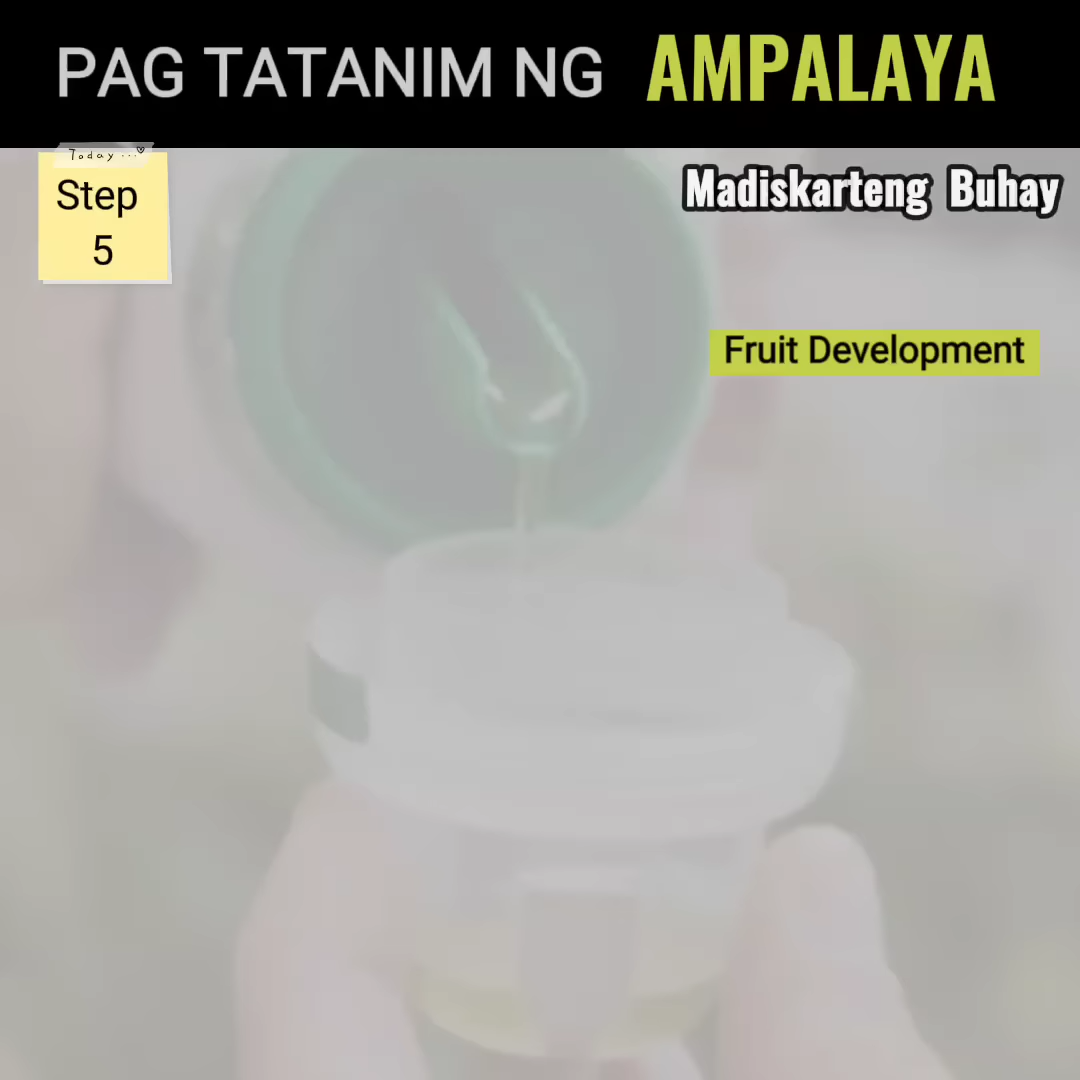 PAG TATANIM NG AMPALAYA
Today ...♡
Step
5
Madiskarteng Buhay
Fruit Development